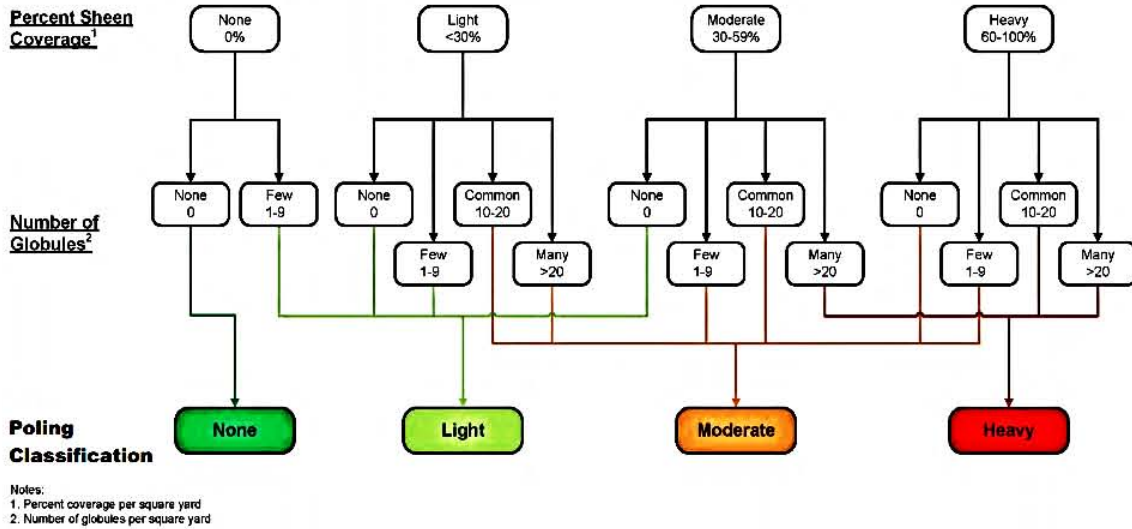 Percent Sheen
Coverage1
None
0%
Light
<30%
Moderate
30-59%
Heavy
60-100%
Number of
Globules2
None
0
Few
1-9
None
0
Few
1-9
Common
10-20
Many
>20
None
0
Few
1-9
Common
10-20
Many
>20
None
0
Few
1-9
Common
10-20
Many
>20
Poling
Classification
None
Light
Moderate
Heavy
Notes:
1. Percent coverage per square yard
2. Number of globules per square yard